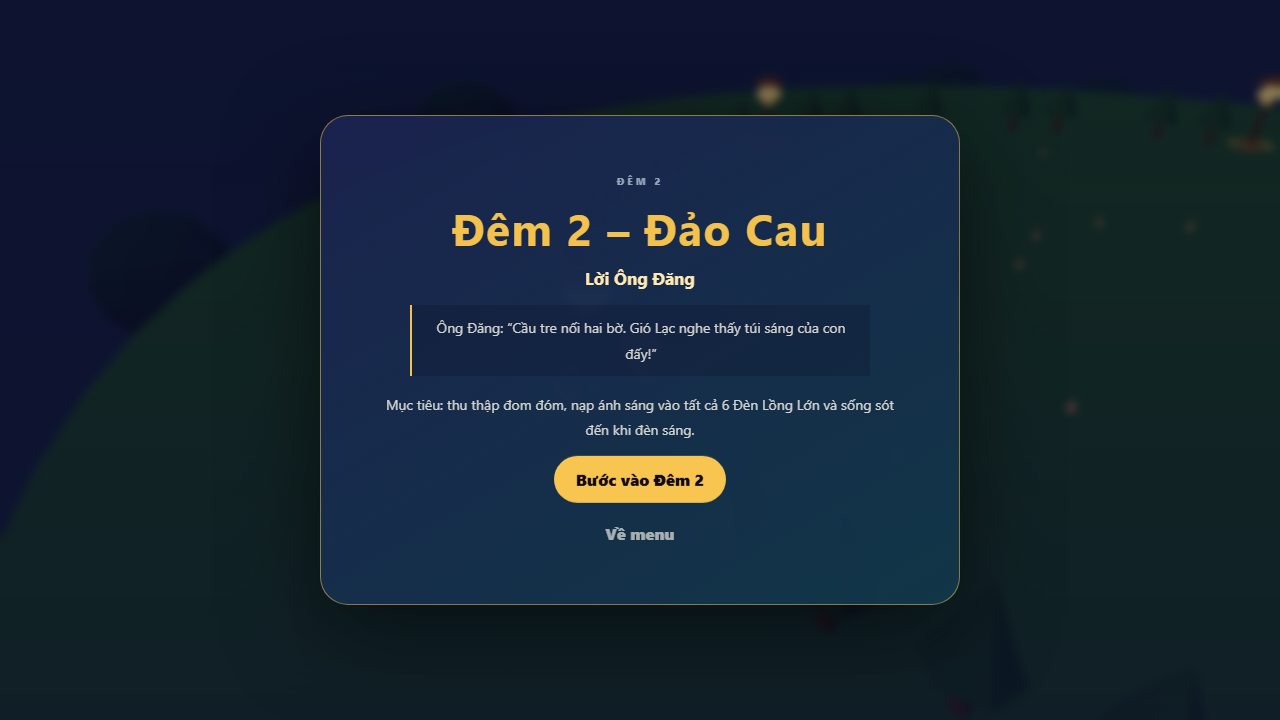 ĐÊM 2
Đêm 2 – Đảo Cau
Lời Ông Đăng
Ông Đăng: “Cầu tre nối hai bờ. Gió Lạc nghe thấy túi sáng của con
đấy!”
Mục tiêu: thu thập đom đóm, nạp ánh sáng vào tất cả 6 Đèn Lồng Lớn và sống sót
đến khi đèn sáng.
Bước vào Đêm 2
Về menu